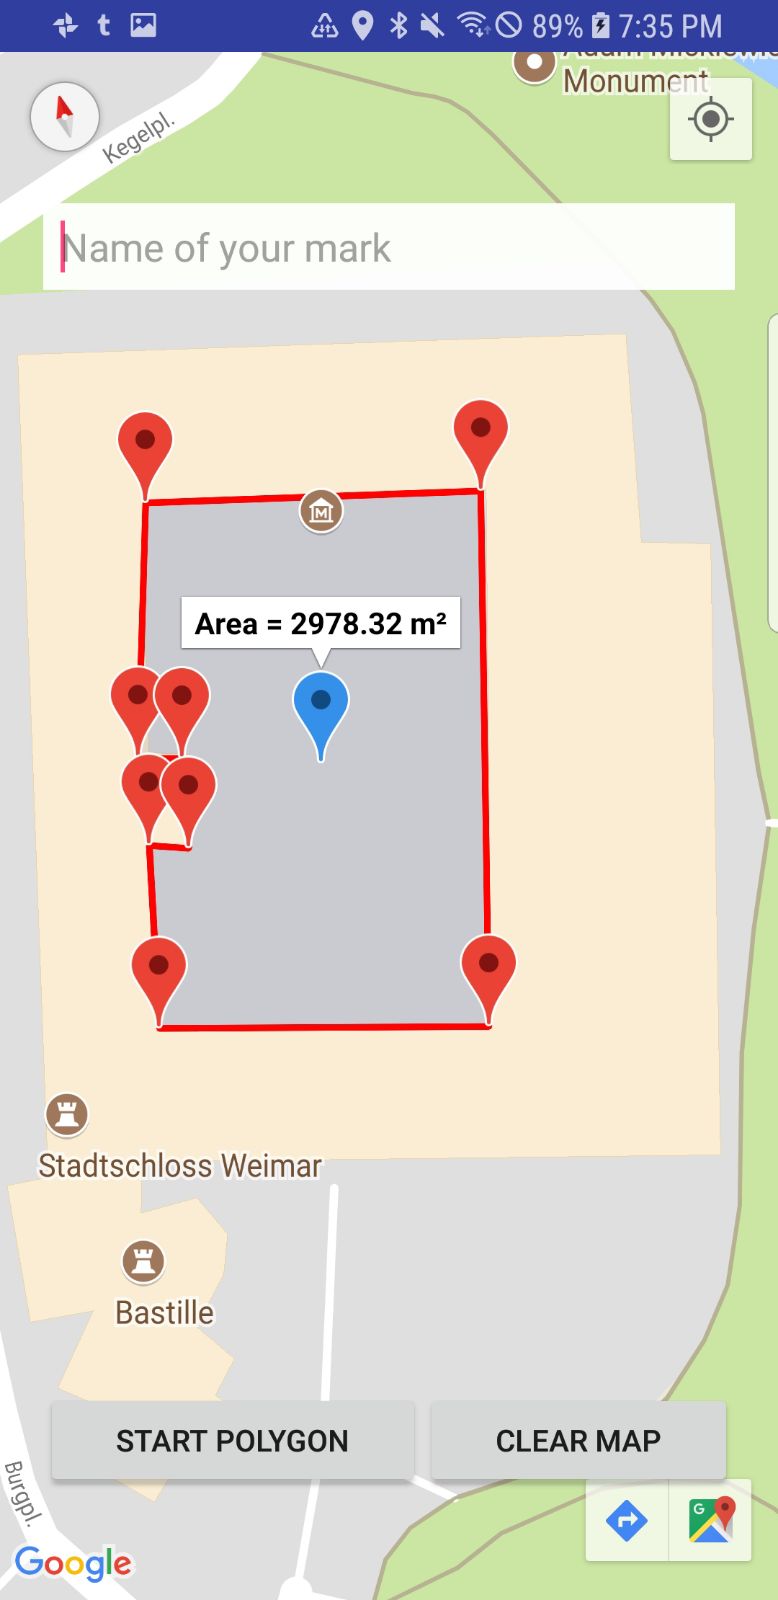 89% 7:35 PM
Monument
Kegelpl.
Name of your mark
M
Area = 2978.32 m²
Stadtschloss Weimar
Bastille
START POLYGON
CLEAR MAP
Burgpl.
G
Google